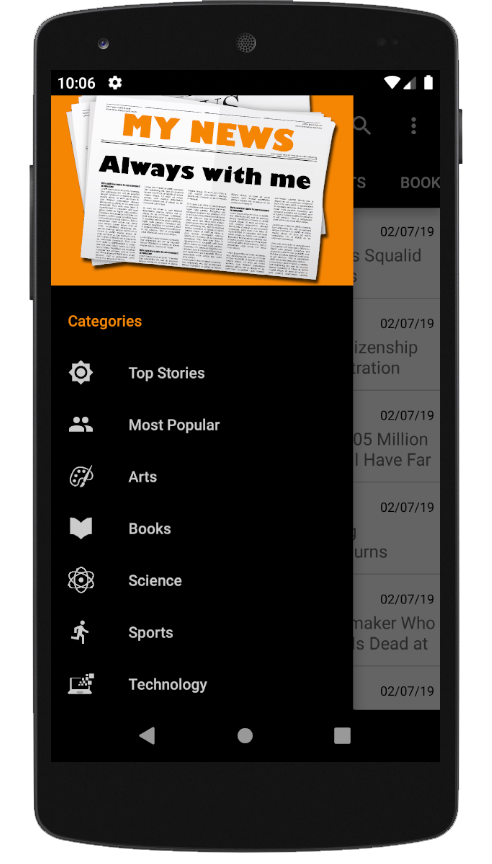 10:06
MY NEWS
Always with me
TS BOOK
Categories
Top Stories
Most Popular
Arts
Books
Science
Sports
Technology
02/07/19
s Squalid
s
02/07/19
izenship
tration
02/07/19
05 Million
l Have Far
02/07/19
g
urns
02/07/19
maker Who
Is Dead at
02/07/19